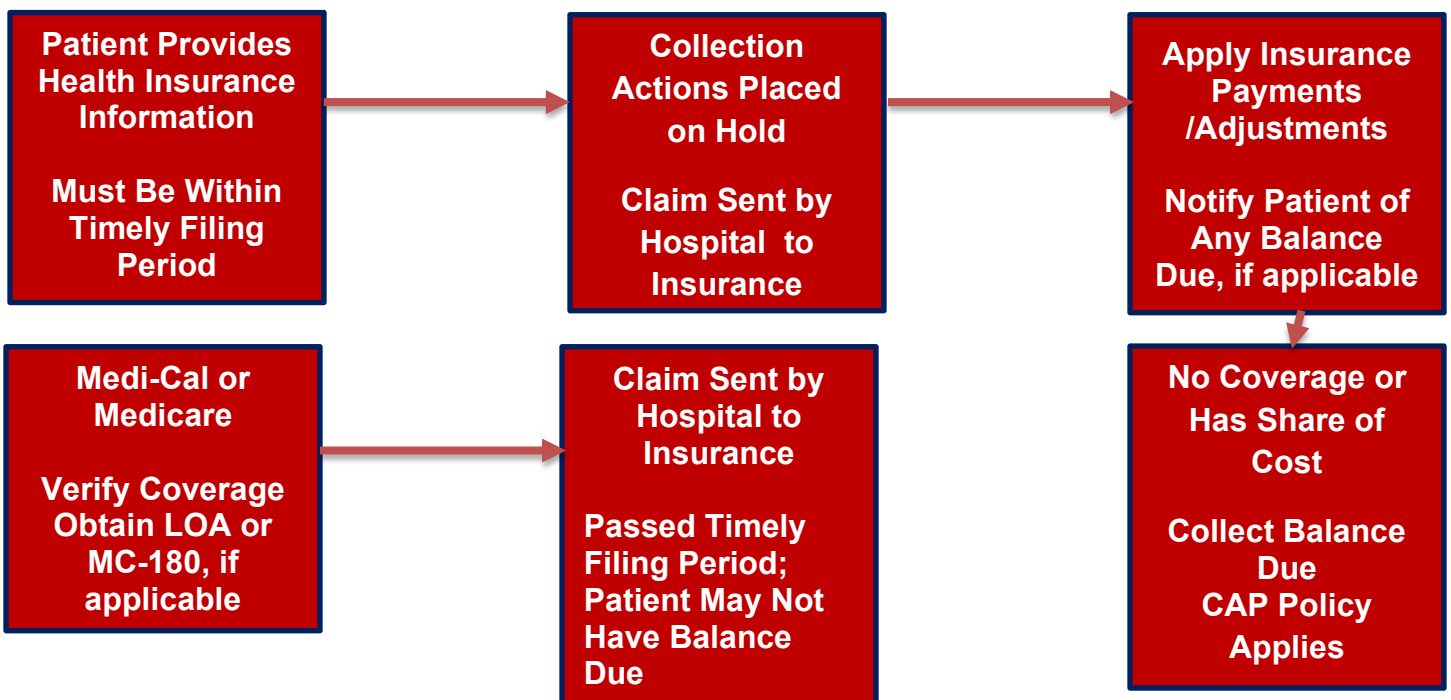 Patient Provides
Health Insurance
Information
Must Be Within
Timely Filing
Period
Collection
Actions Placed
on Hold
Claim Sent by
Hospital to
Insurance
Apply Insurance
Payments
/Adjustments
Notify Patient of
Any Balance
Due, if applicable
Medi-Cal or
Medicare
Verify Coverage
Obtain LOA or
MC-180, if
applicable
Claim Sent by
Hospital to
Insurance
Passed Timely
Filing Period;
Patient May Not
Have Balance
Due
No Coverage or
Has Share of
Cost
Collect Balance
Due
CAP Policy
Applies